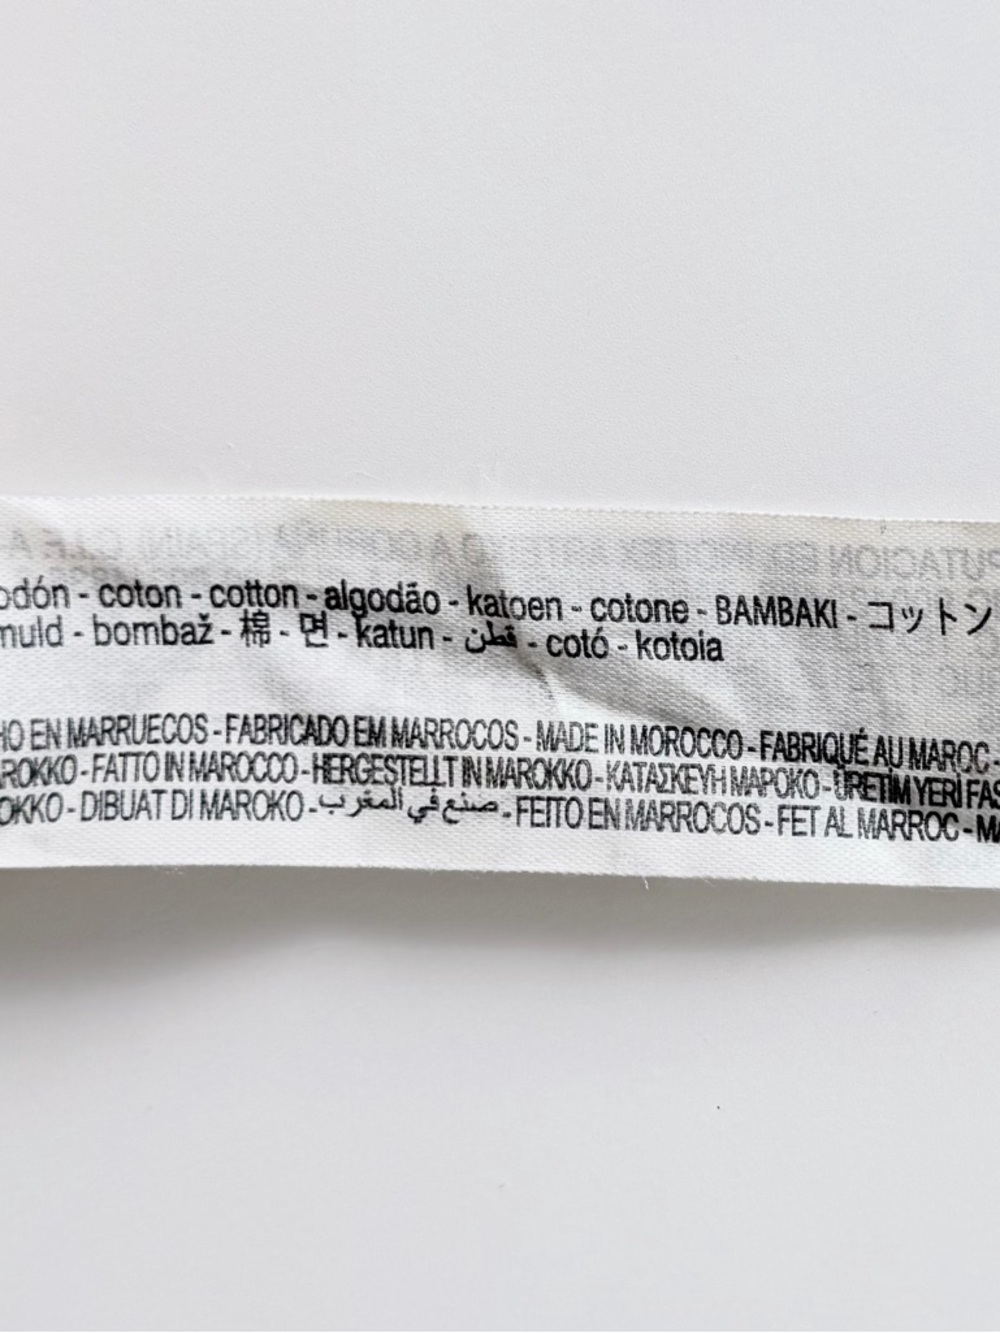 odón - coton - cotton - algodão - katoen - cotone - BAMBAKI - コットン
muld - bombaž - 棉 - 면 - katun - قطن - cotó - kotoia
HO EN MARRUECOS - FABRICADO EM MARROCOS - MADE IN MOROCCO - FABRIQUÉ AU MAROC -
ROKKO - FATTO IN MAROCCO - HERGESTELLT IN MAROKKO - ΚΑΤΑΣΚΕΥΗ ΜΑΡΟΚΟ - ÜRETİM YERİ FAS
OKKO - DIBUAT DI MAROKO - صنع في المغرب - FEITO EN MARROCOS - FET AL MARROC - MA